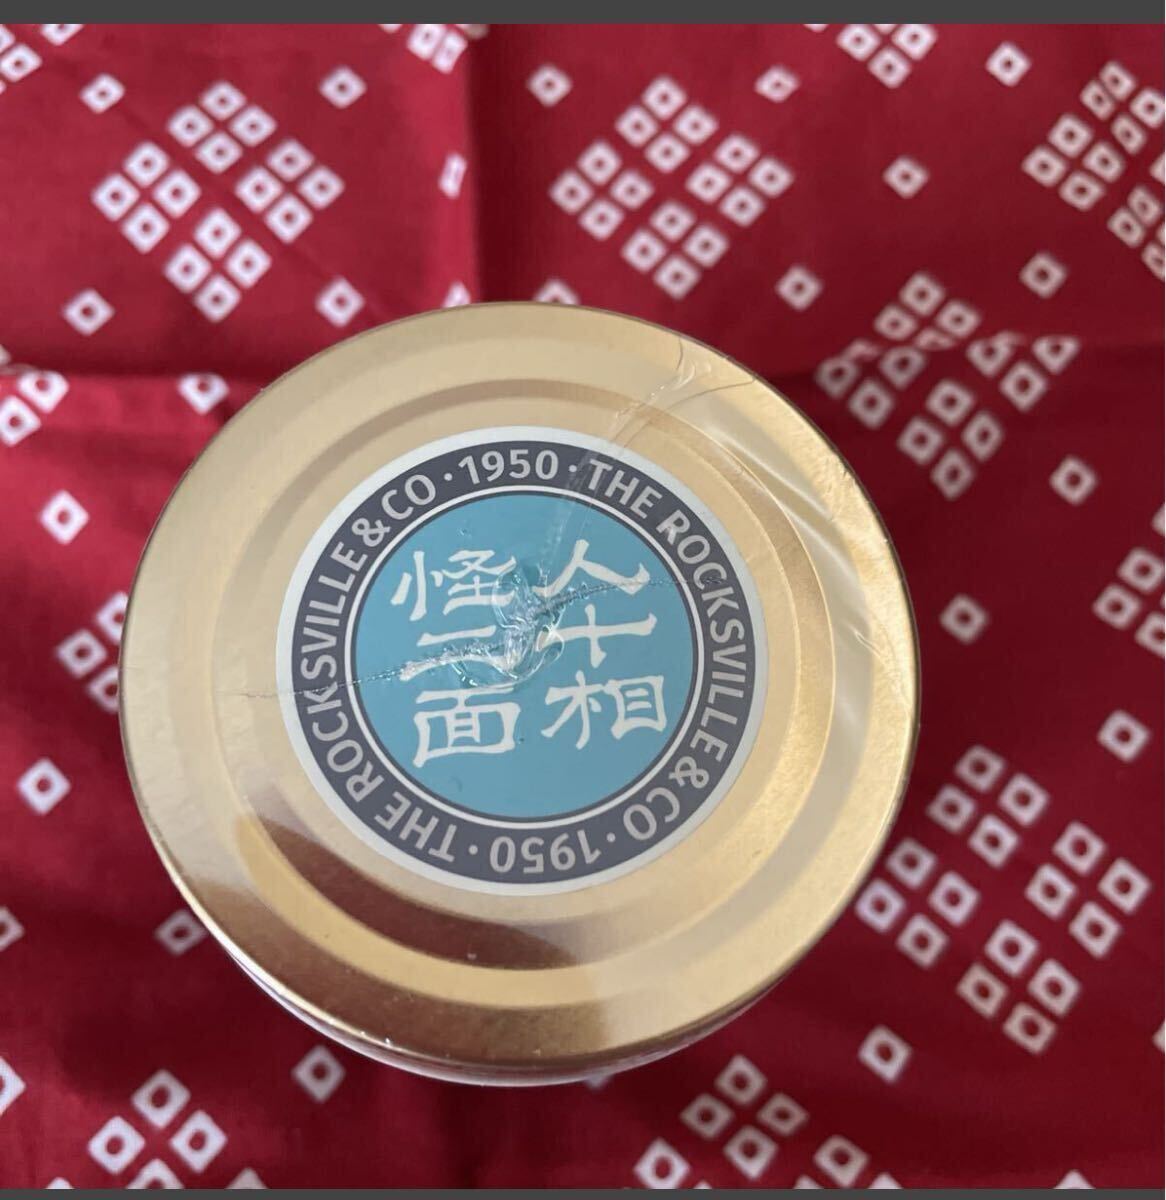 THE ROCKSVILLE & CO · 1950 · THE ROCKSVILLE & CO · 1950 ·
怪人
二十
面相